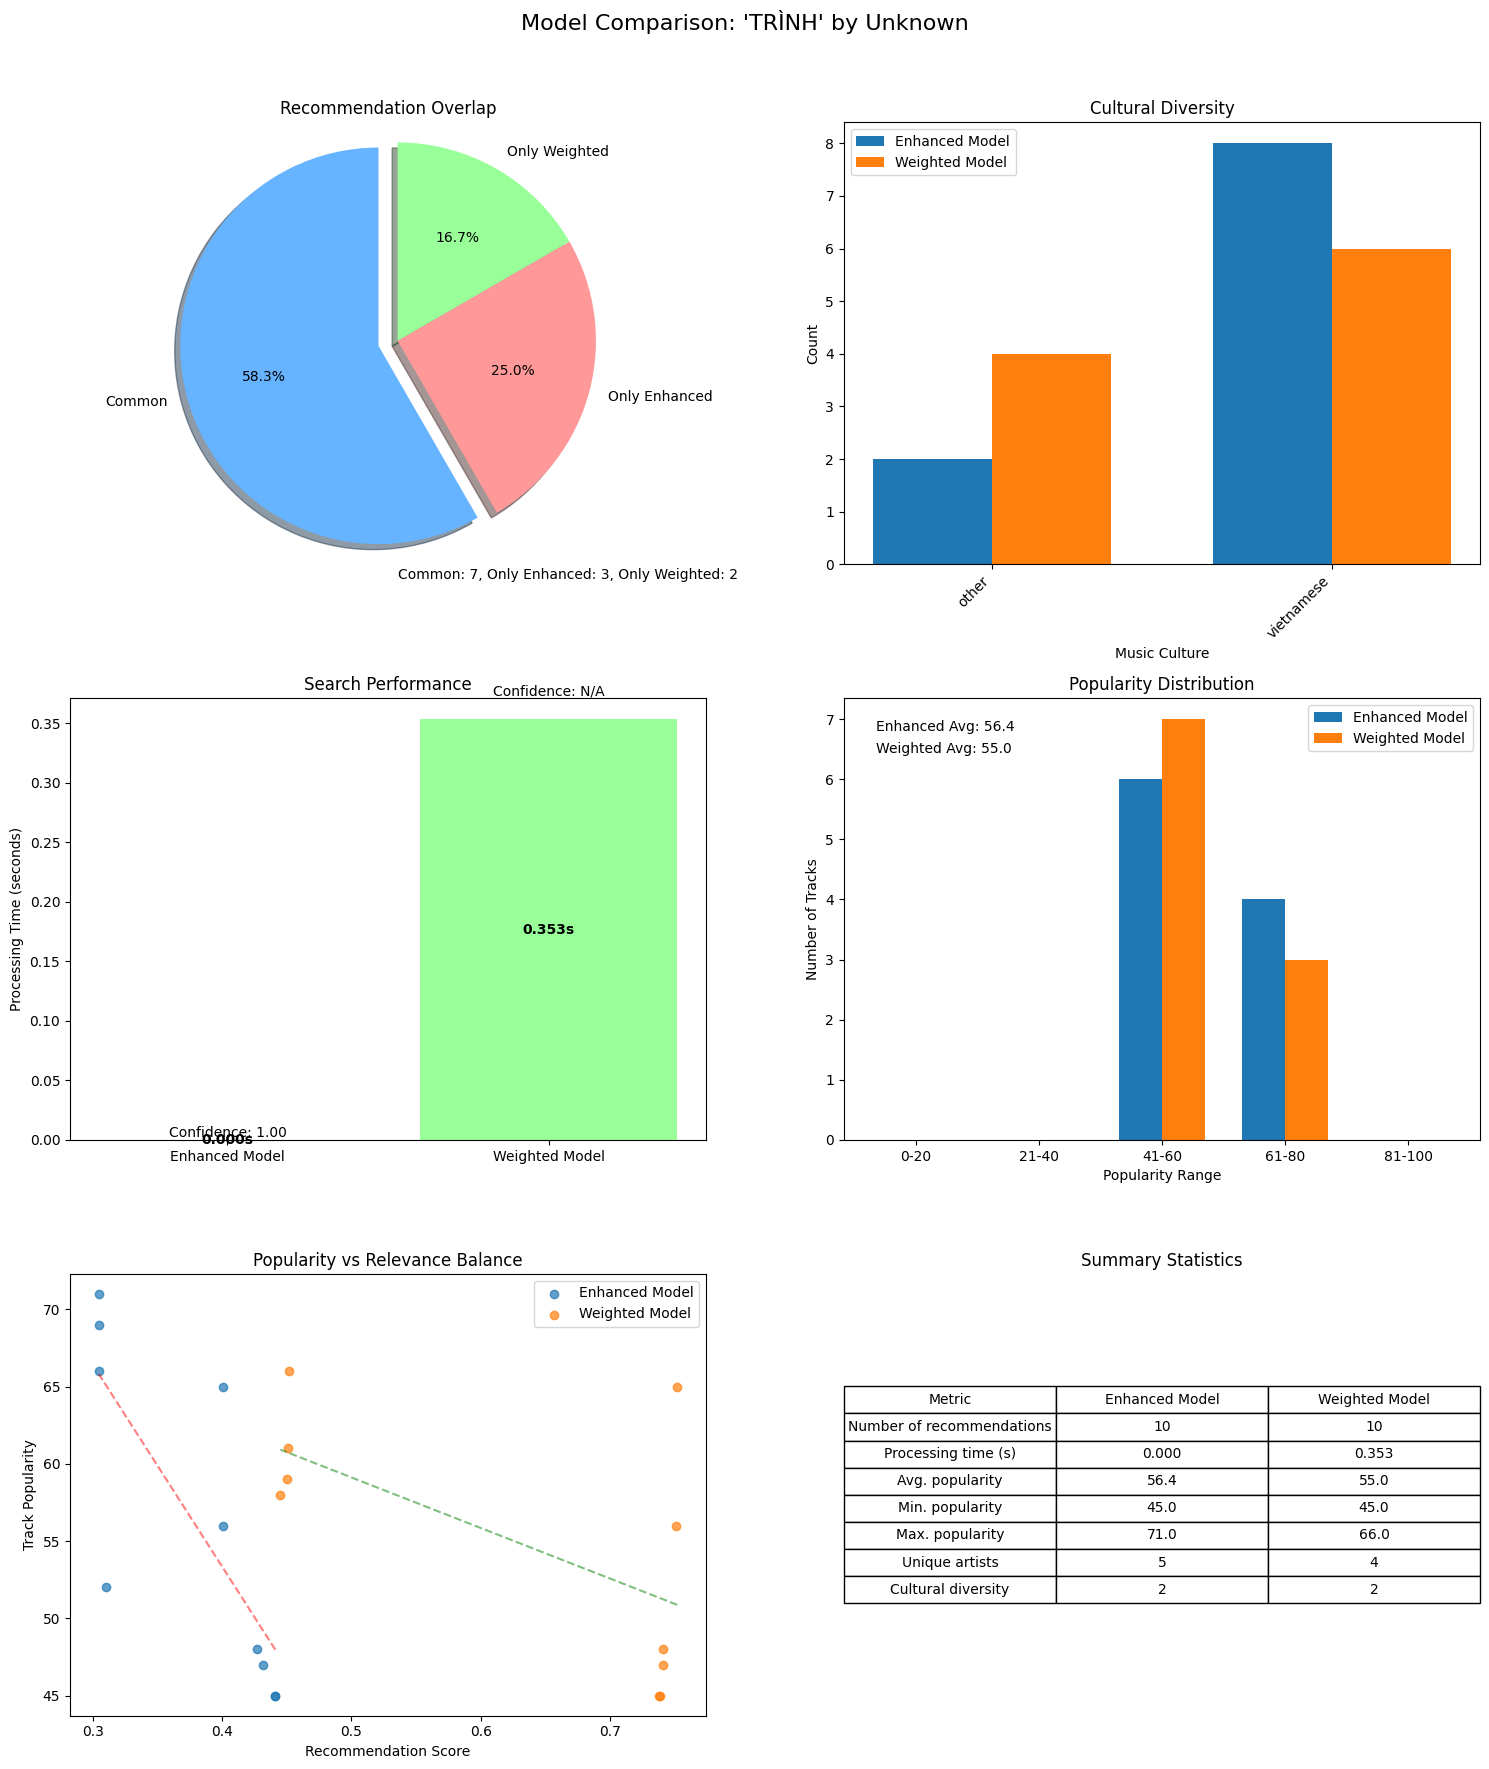 Model Comparison: 'TRÌNH' by Unknown
Recommendation Overlap
Only Weighted
16.7%
58.3%
25.0%
Common
Only Enhanced
Common: 7, Only Enhanced: 3, Only Weighted: 2
Cultural Diversity
Enhanced Model
Weighted Model
Count
8
7
6
5
4
3
2
1
0
other
vietnamese
Music Culture
Search Performance
Confidence: N/A
Processing Time (seconds)
0.35
0.30
0.25
0.20
0.15
0.10
0.05
0.00
0.353s
Confidence: 1.00
0.000s
Enhanced Model
Weighted Model
Popularity Distribution
Enhanced Avg: 56.4
Weighted Avg: 55.0
Enhanced Model
Weighted Model
Number of Tracks
7
6
5
4
3
2
1
0
0-20
21-40
41-60
61-80
81-100
Popularity Range
Popularity vs Relevance Balance
Enhanced Model
Weighted Model
Track Popularity
70
65
60
55
50
45
0.3
0.4
0.5
0.6
0.7
Recommendation Score
Summary Statistics
Metric Enhanced Model Weighted Model
Number of recommendations 10 10
Processing time (s) 0.000 0.353
Avg. popularity 56.4 55.0
Min. popularity 45.0 45.0
Max. popularity 71.0 66.0
Unique artists 5 4
Cultural diversity 2 2